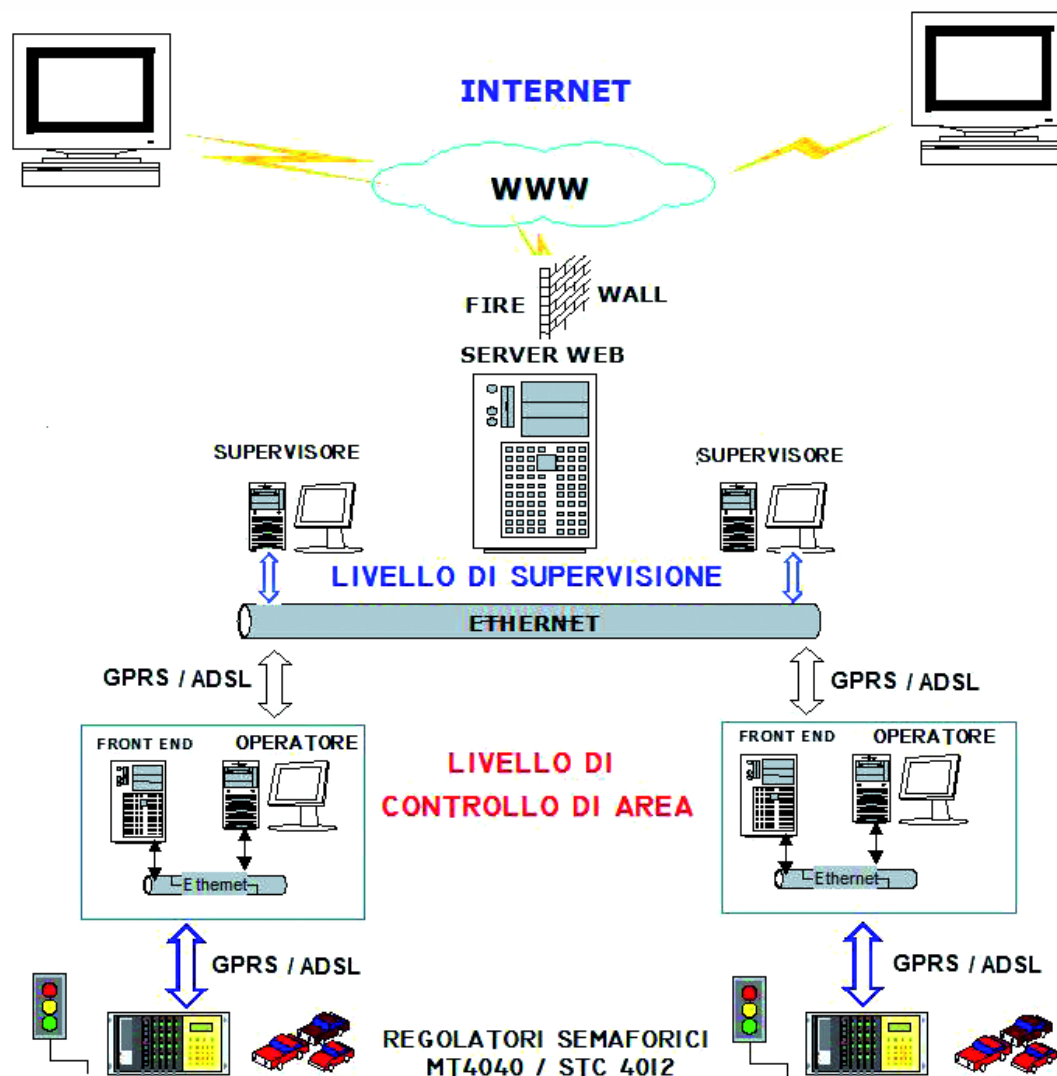 INTERNET
WWW
FIRE
WALL
SERVER WEB
SUPERVISORE
SUPERVISORE
LIVELLO DI SUPERVISIONE
ETHERNET
GPRS / ADSL
GPRS / ADSL
FRONT END
OPERATORE
FRONT END
OPERATORE
LIVELLO DI
CONTROLLO DI AREA
Ethernet
Ethernet
GPRS / ADSL
GPRS / ADSL
REGOLATORI SEMAFORICI
MT4040 / STC 4012